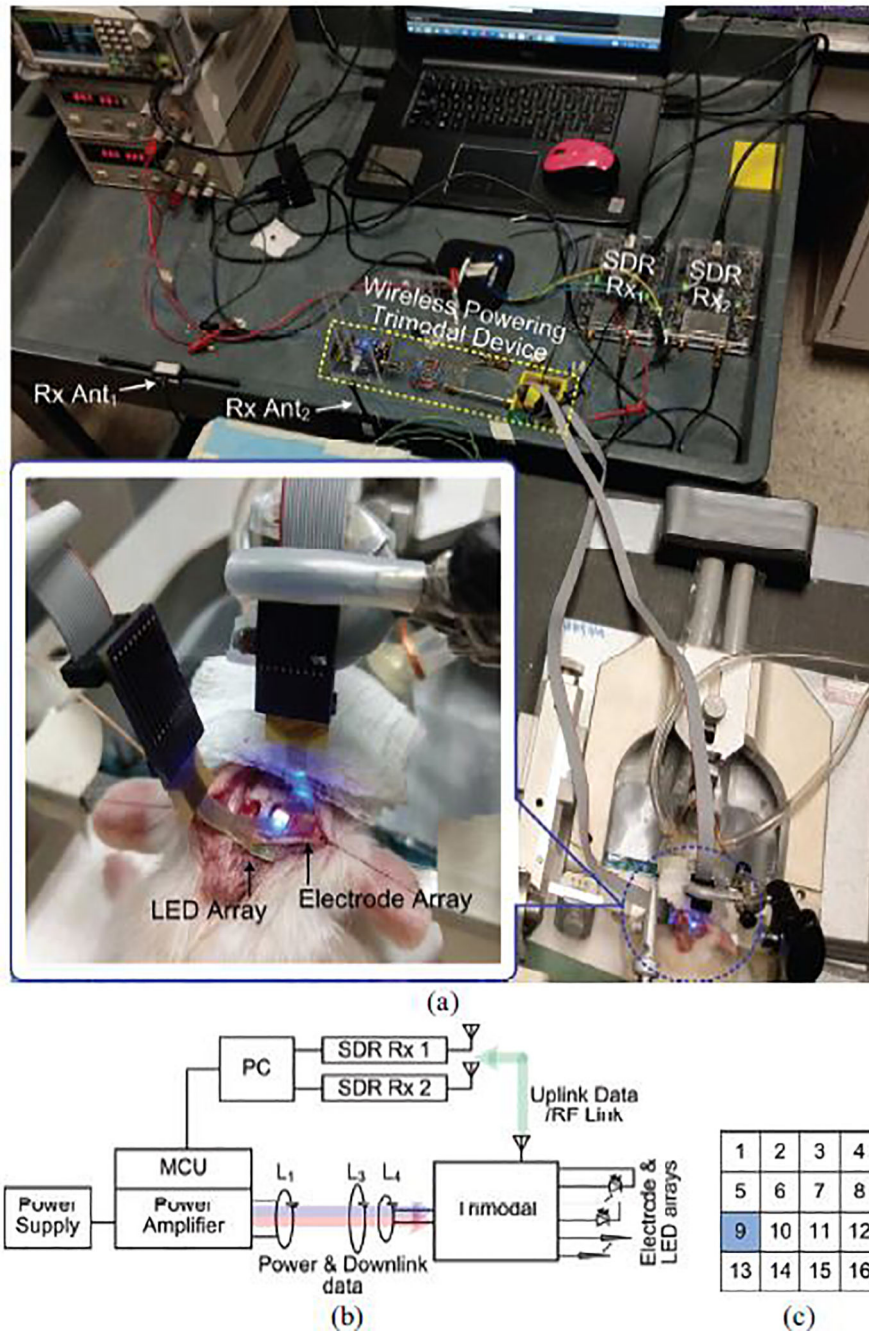 SDR
Rx1
SDR
Rx2
Wireless Powering
Trimodal Device
Rx Ant1
Rx Ant2
LED Array
Electrode Array
(a)
PC
SDR Rx 1
SDR Rx 2
Uplink Data
/RF Link
MCU
Power
Supply
Power
Amplifier
L1
L3
L4
Trimodal
Electrode &
LED arrays
Power & Downlink
data
(b)
1 2 3 4
5 6 7 8
9 10 11 12
13 14 15 16
(c)